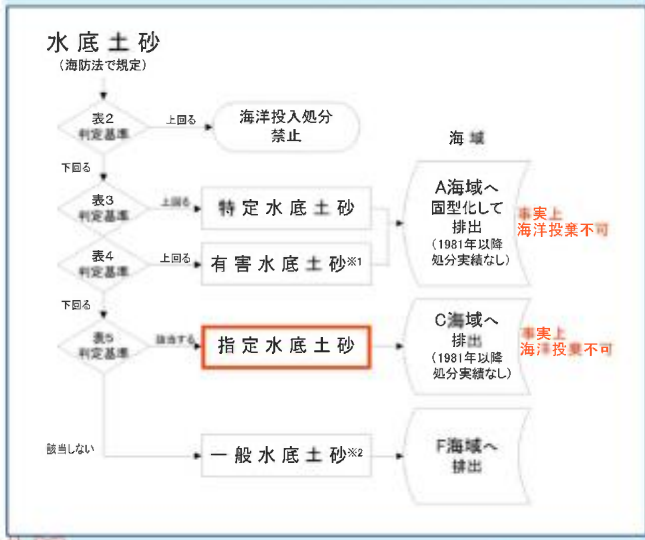 水底土砂
(海防法で規定)
表2
判定基準
上回る
海洋投入処分
禁止
海域
下回る
表3
判定基準
上回る
特定水底土砂
A海域へ
固型化して
排出
(1981年以降
処分実績なし)
事実上
海洋投棄不可
表4
判定基準
上回る
有害水底土砂※1
下回る
表5
判定基準
該当する
指定水底土砂
C海域へ
排出
(1981年以降
処分実績なし)
事実上
海洋投棄不可
該当しない
一般水底土砂※2
F海域へ
排出